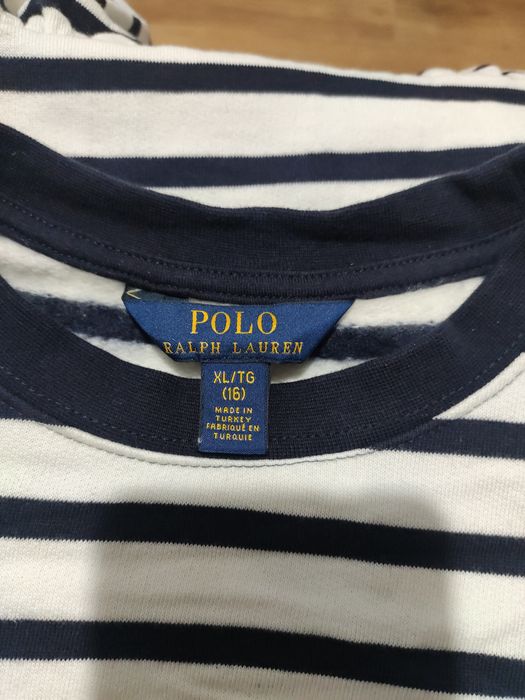 POLO
RALPH LAUREN
XL/TG
(16)
MADE IN
TURKEY
FABRIQUÉ EN
TURQUIE